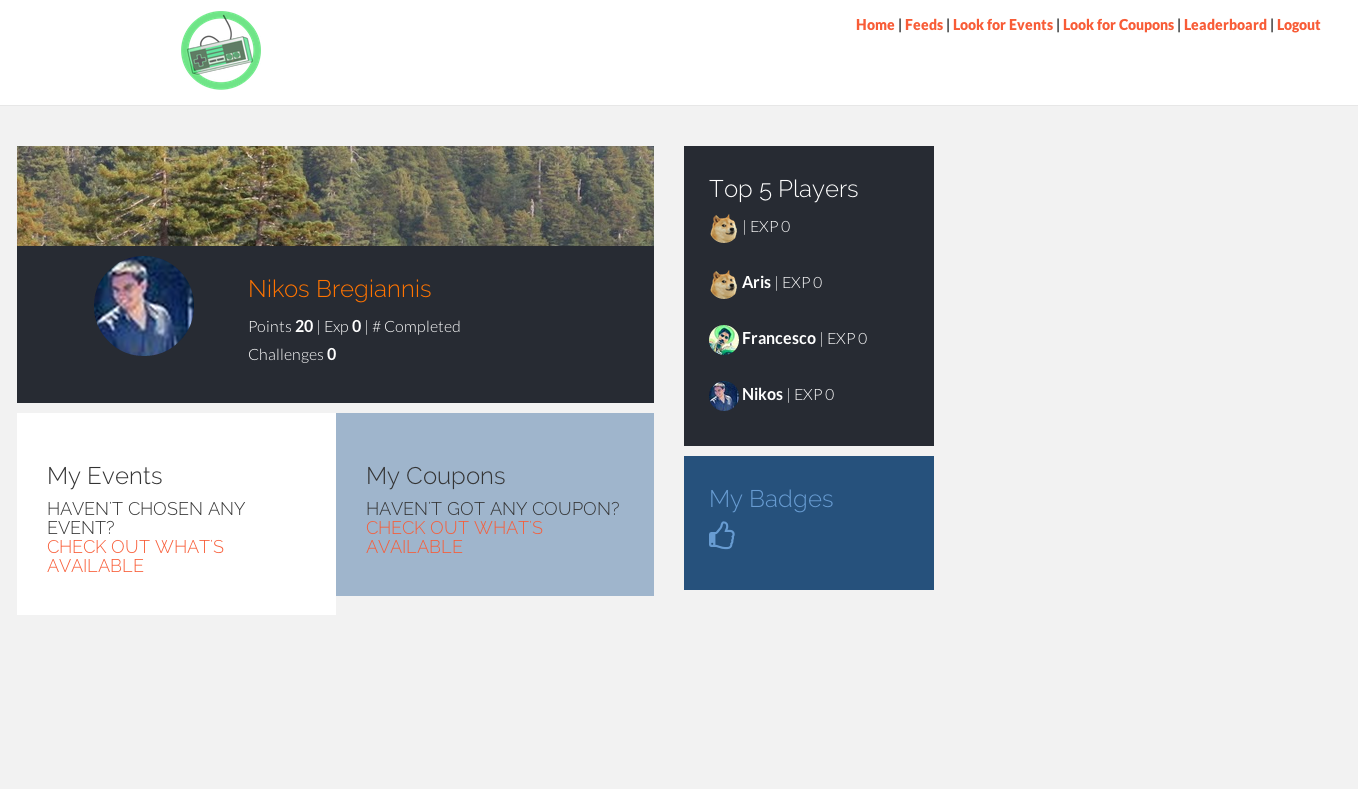 Home | Feeds | Look for Events | Look for Coupons | Leaderboard | Logout
Nikos Bregiannis
Points 20 | Exp 0 | # Completed
Challenges 0
My Events
HAVEN'T CHOSEN ANY
EVENT?
CHECK OUT WHAT'S
AVAILABLE
My Coupons
HAVEN'T GOT ANY COUPON?
CHECK OUT WHAT'S
AVAILABLE
Top 5 Players
| EXP 0
Aris | EXP 0
Francesco | EXP 0
Nikos | EXP 0
My Badges